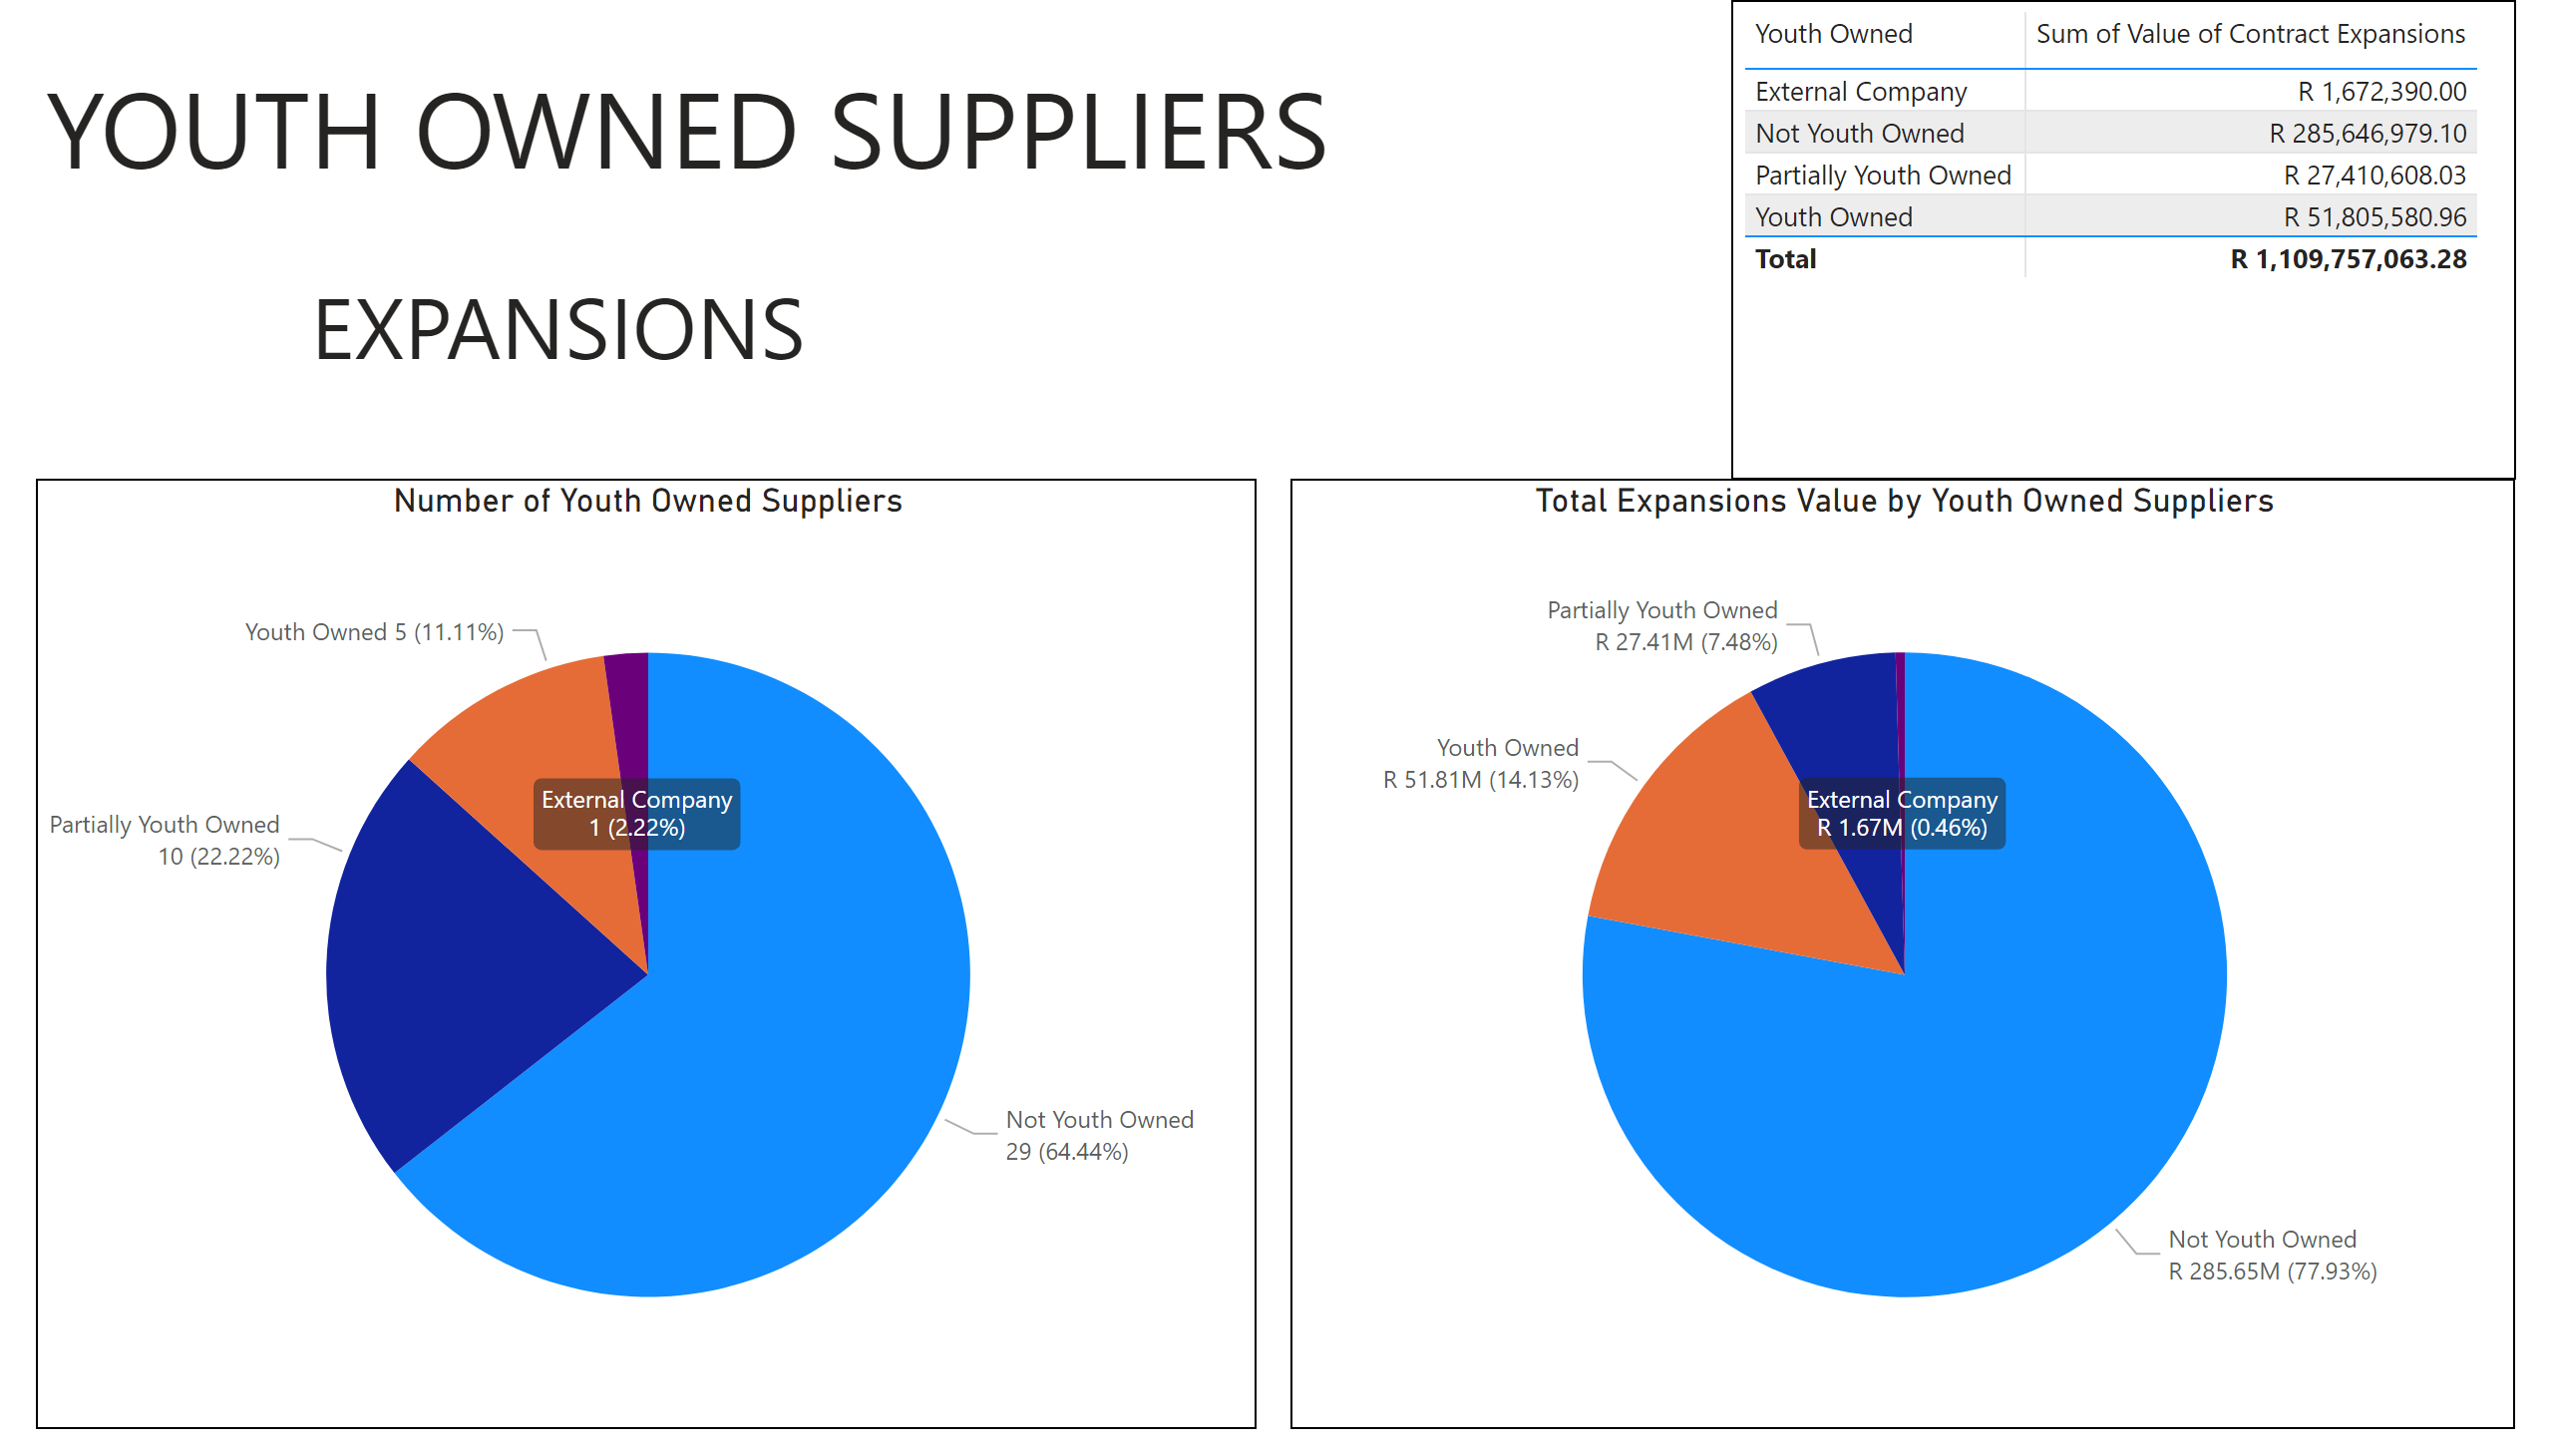 YOUTH OWNED SUPPLIERS
EXPANSIONS
Youth Owned Sum of Value of Contract Expansions
External Company R 1,672,390.00
Not Youth Owned R 285,646,979.10
Partially Youth Owned R 27,410,608.03
Youth Owned R 51,805,580.96
Total R 1,109,757,063.28
Number of Youth Owned Suppliers
Youth Owned 5 (11.11%)
External Company
1 (2.22%)
Partially Youth Owned
10 (22.22%)
Not Youth Owned
29 (64.44%)
Total Expansions Value by Youth Owned Suppliers
Partially Youth Owned
R 27.41M (7.48%)
Youth Owned
R 51.81M (14.13%)
External Company
R 1.67M (0.46%)
Not Youth Owned
R 285.65M (77.93%)